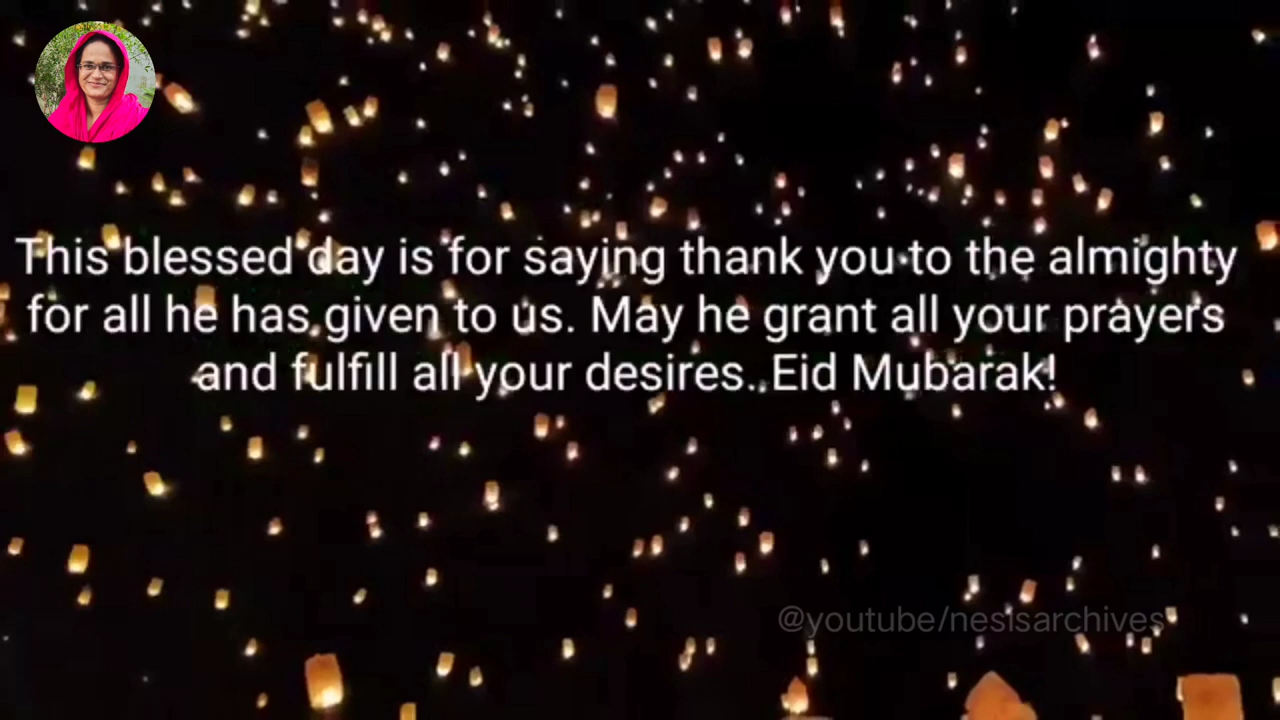 This blessed day is for saying thank you to the almighty
for all he has given to us. May he grant all your prayers
and fulfill all your desires..Eid Mubarak!
@youtube/nesisarchives